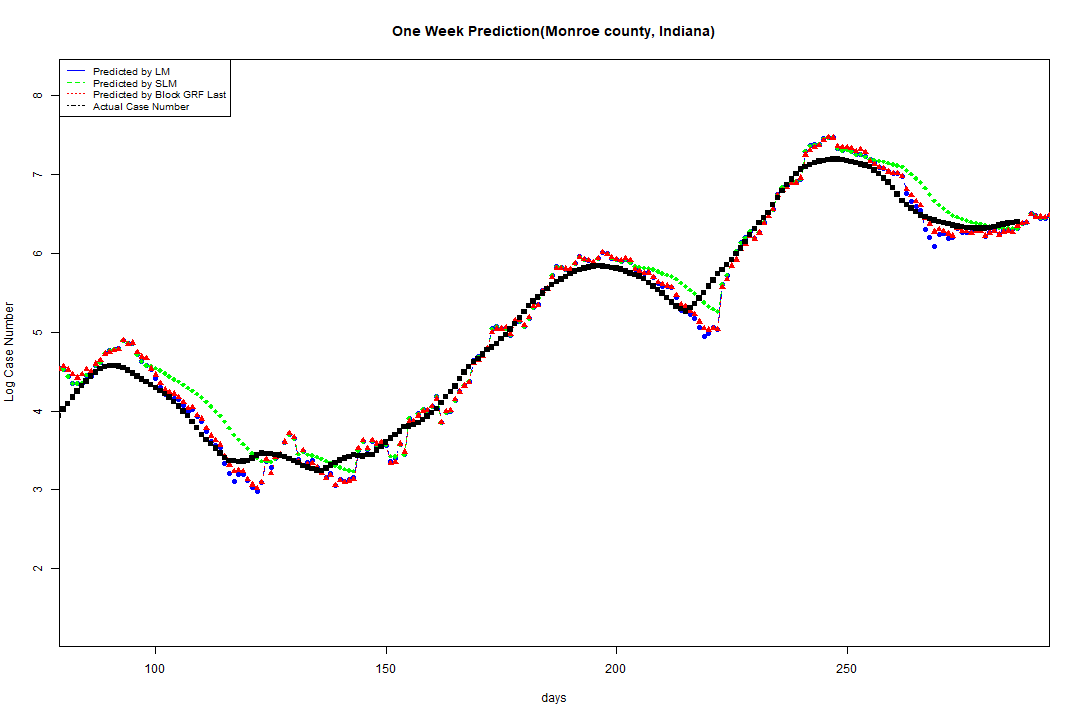 One Week Prediction(Monroe county, Indiana)
Predicted by LM
Predicted by SLM
Predicted by Block GRF Last
Actual Case Number
8
7
6
5
4
3
2
Log Case Number
100 150 200 250
days